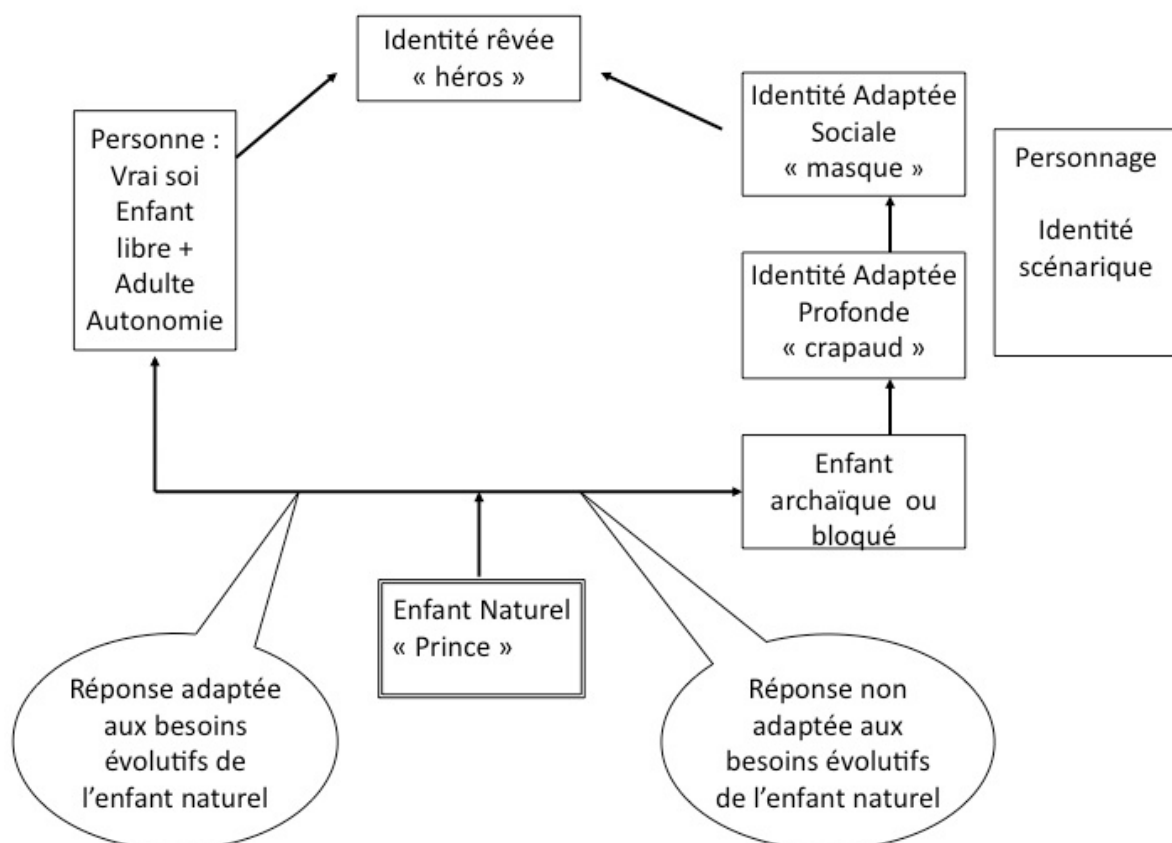 Identité rêvée
« héros »
Personne :
Vrai soi
Enfant
libre +
Adulte
Autonomie
Identité Adaptée
Sociale
« masque »
Personnage
Identité
scénarique
Identité Adaptée
Profonde
« crapaud »
Enfant
archaïque ou
bloqué
Enfant Naturel
« Prince »
Réponse adaptée
aux besoins
évolutifs de
l’enfant naturel
Réponse non
adaptée aux
besoins évolutifs
de l’enfant naturel